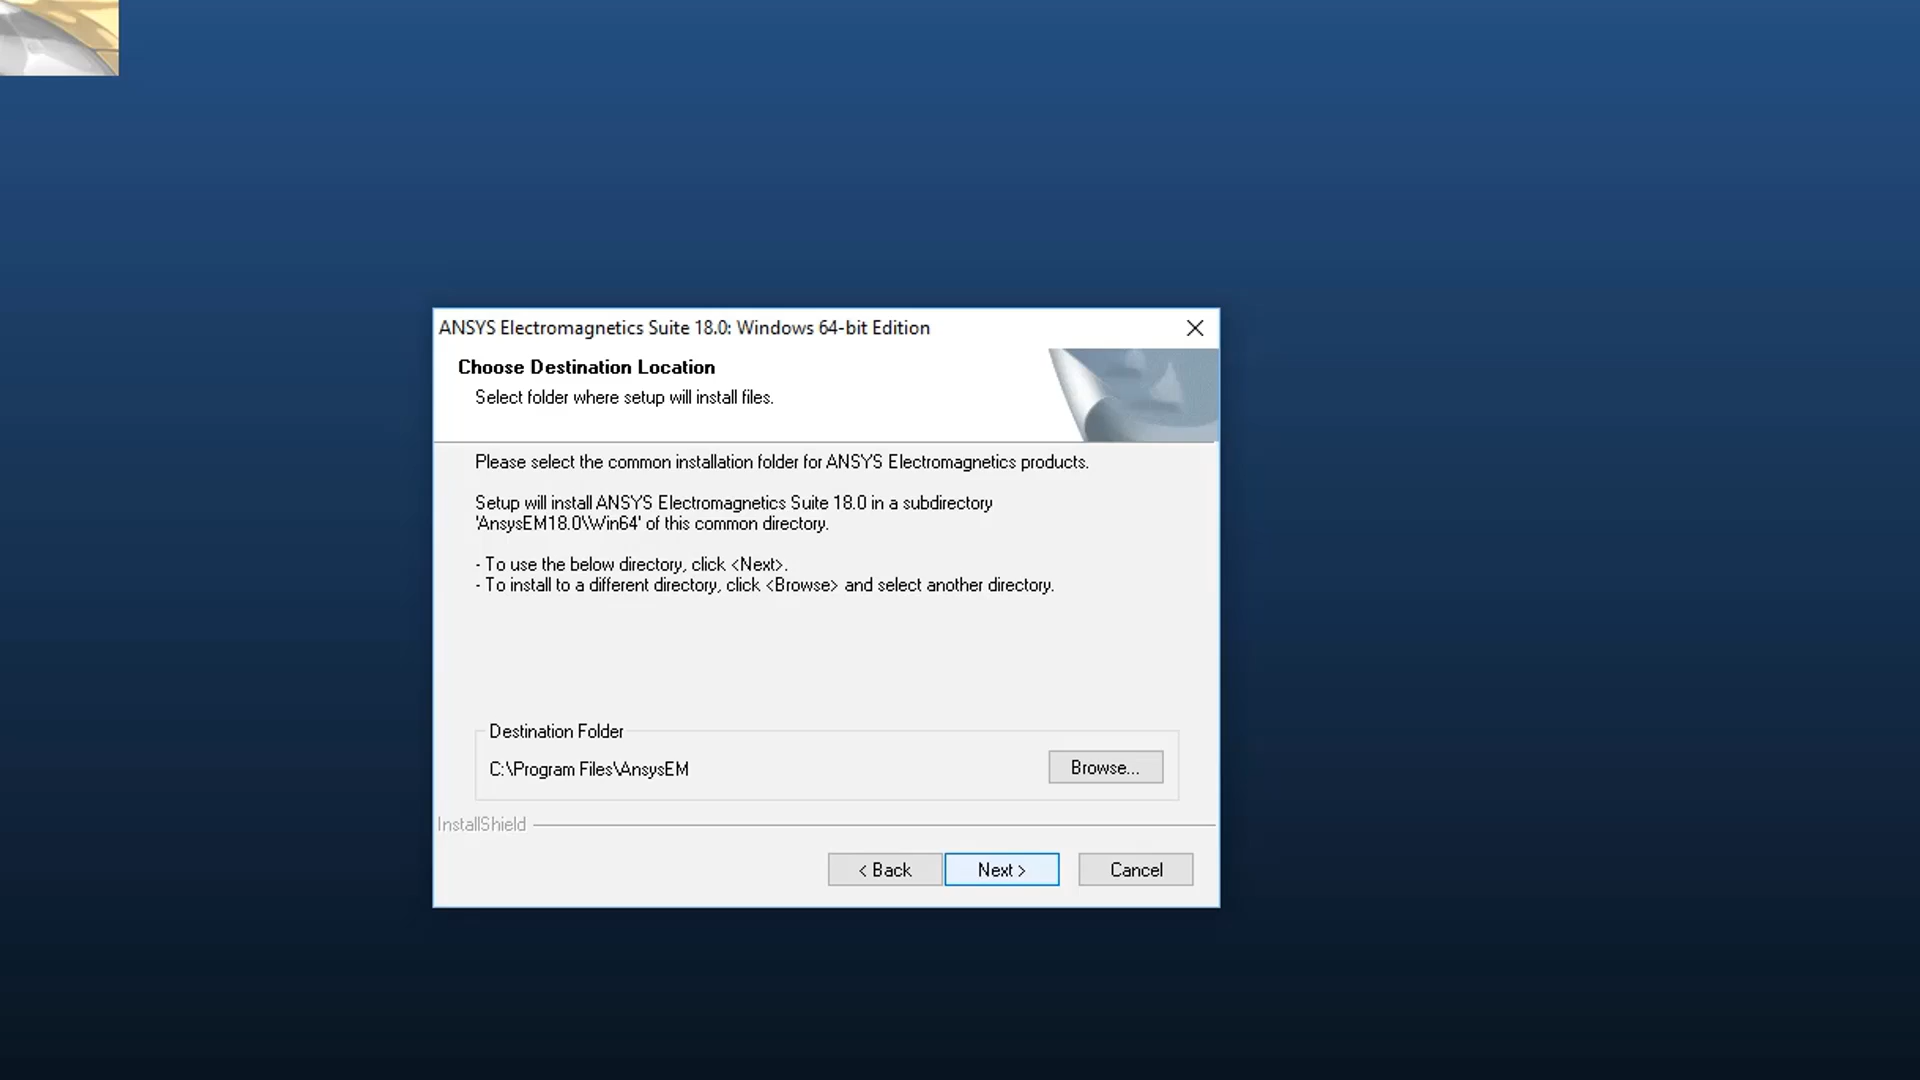 ANSYS Electromagnetics Suite 18.0: Windows 64-bit Edition
Choose Destination Location
Select folder where setup will install files.
Please select the common installation folder for ANSYS Electromagnetics products.
Setup will install ANSYS Electromagnetics Suite 18.0 in a subdirectory
'AnsysEM18.0\Win64' of this common directory.
- To use the below directory, click <Next>.
- To install to a different directory, click <Browse> and select another directory.
Destination Folder
C:\Program Files\AnsysEM
Browse...
InstallShield
< Back
Next >
Cancel